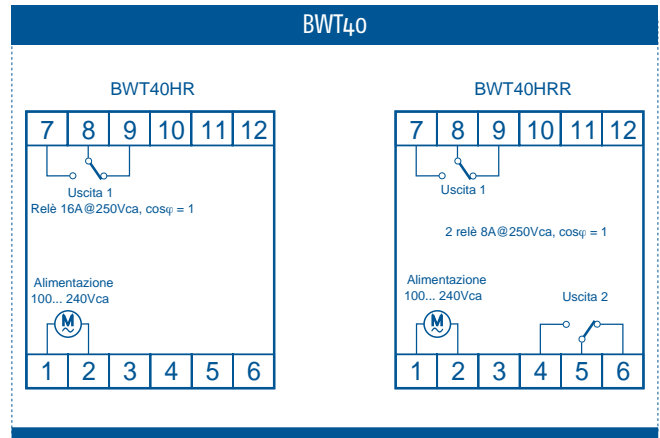 BWT40
BWT40HR
7 8 9 10 11 12
Uscita 1
Relè 16A@250Vca, cosφ = 1
Alimentazione
100... 240Vca
M
~
1 2 3 4 5 6
BWT40HRR
7 8 9 10 11 12
Uscita 1
2 relè 8A@250Vca, cosφ = 1
Alimentazione
100... 240Vca
Uscita 2
M
~
1 2 3 4 5 6